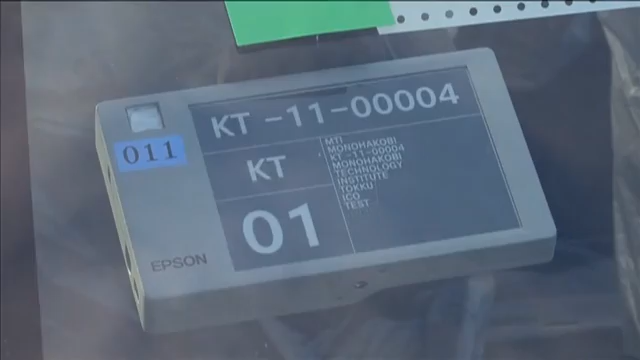 KT -11-00004
011
KT
01
MTI
MONOHAKOBI
KT -11-00004
MONOHAKOBI
TECHNOLOGY
INSTITUTE
TOKKU
ICO
TEST
EPSON